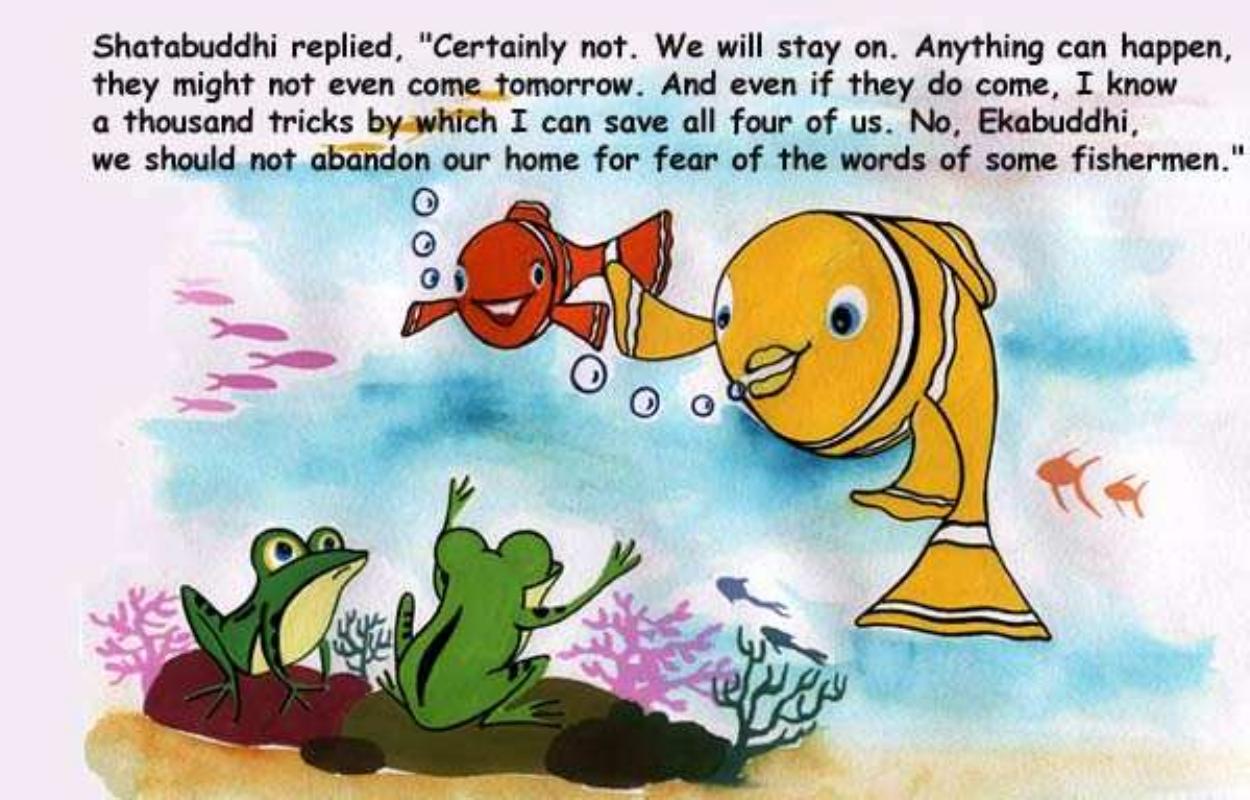 Shatabuddhi replied, "Certainly not. We will stay on. Anything can happen,
they might not even come tomorrow. And even if they do come, I know
a thousand tricks by which I can save all four of us. No, Ekabuddhi,
we should not abandon our home for fear of the words of some fishermen."